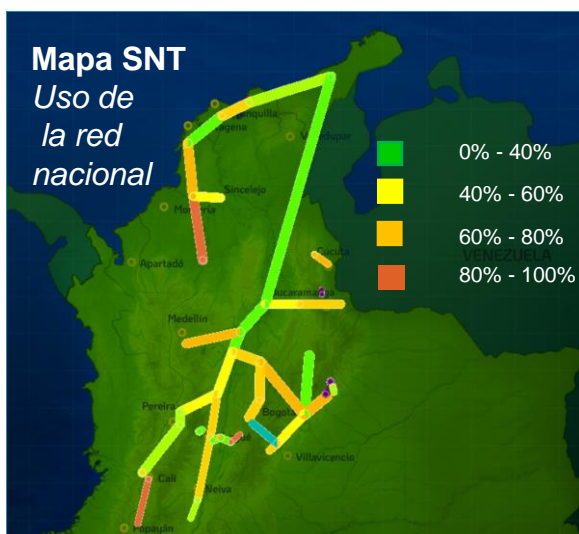 Mapa SNT
Uso de
la red
nacional
0% - 40%
40% - 60%
60% - 80%
80% - 100%
VENEZUELA
Sincelejo
Apartadó
Cúcuta
Medellín
Pereira
Bogotá
Villavicencio
Cali
Neiva
Popayán